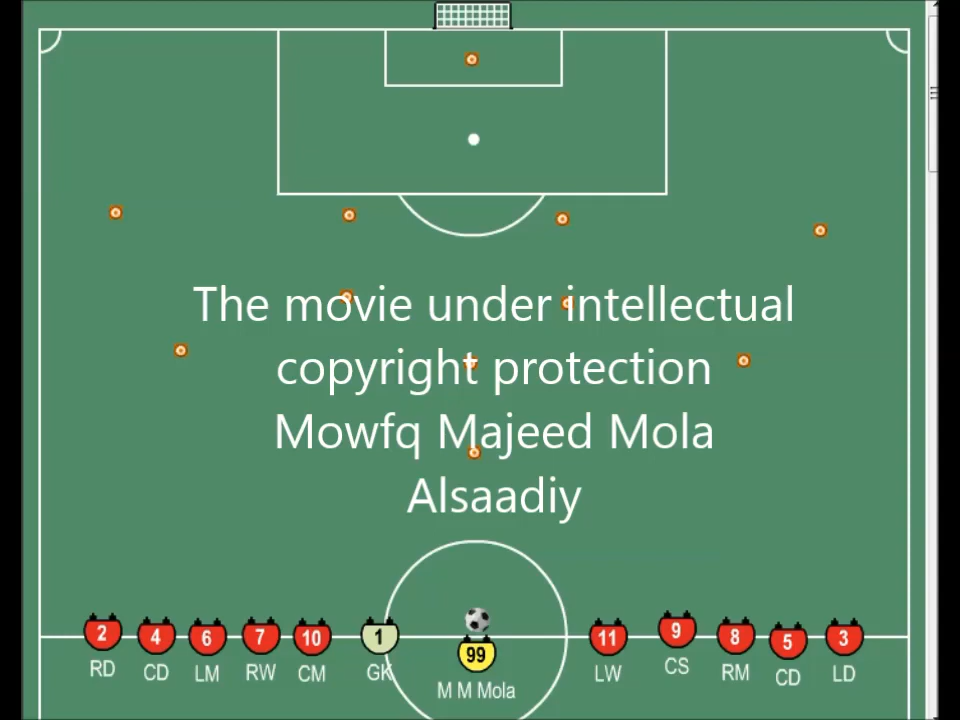 The movie under intellectual
copyright protection
Mowfq Majeed Mola
Alsaadiy
2 4 6 7 10 1 99 11 9 8 5 3
RD CD LM RW CM GK M M Mola LW CS RM CD LD